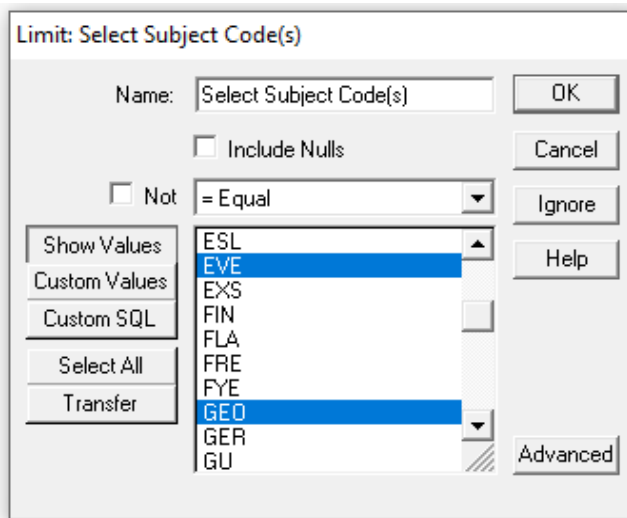 Limit: Select Subject Code(s)
Name: Select Subject Code(s) OK
Include Nulls Cancel
Not = Equal Ignore
Show Values ESL Help
EVE
Custom Values EXS
Custom SQL FIN
FLA
Select All FRE
FYE
Transfer GEO
GER
GU Advanced